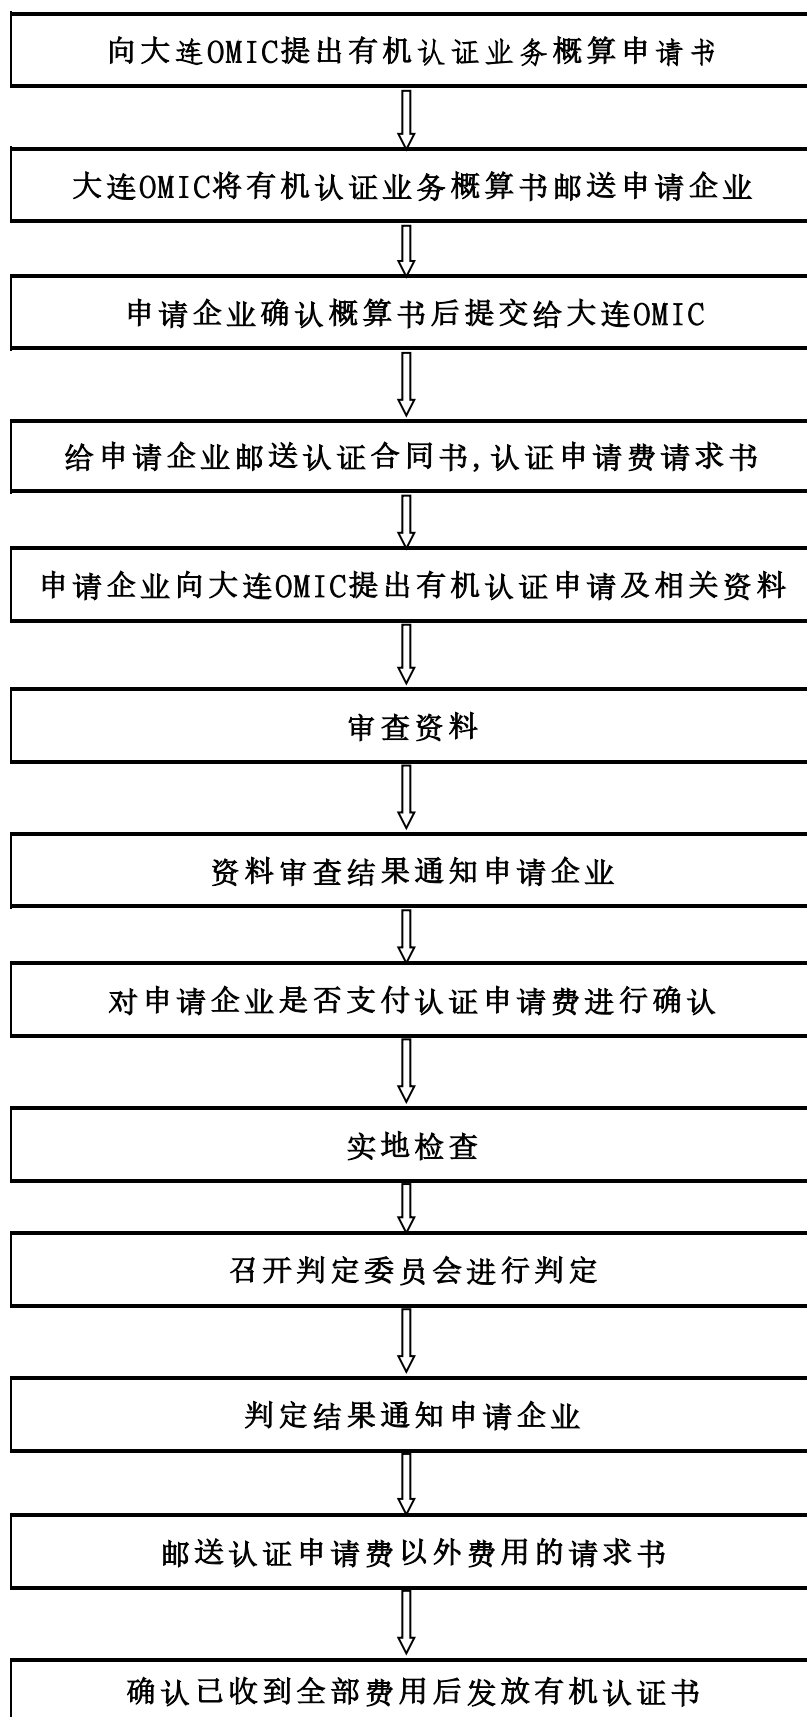 向大连OMIC提出有机认证业务概算申请书
大连OMIC将有机认证业务概算书邮送申请企业
申请企业确认概算书后提交给大连OMIC
给申请企业邮送认证合同书,认证申请费请求书
申请企业向大连OMIC提出有机认证申请及相关资料
审查资料
资料审查结果通知申请企业
对申请企业是否支付认证申请费进行确认
实地检查
召开判定委员会进行判定
判定结果通知申请企业
邮送认证申请费以外费用的请求书
确认已收到全部费用后发放有机认证书